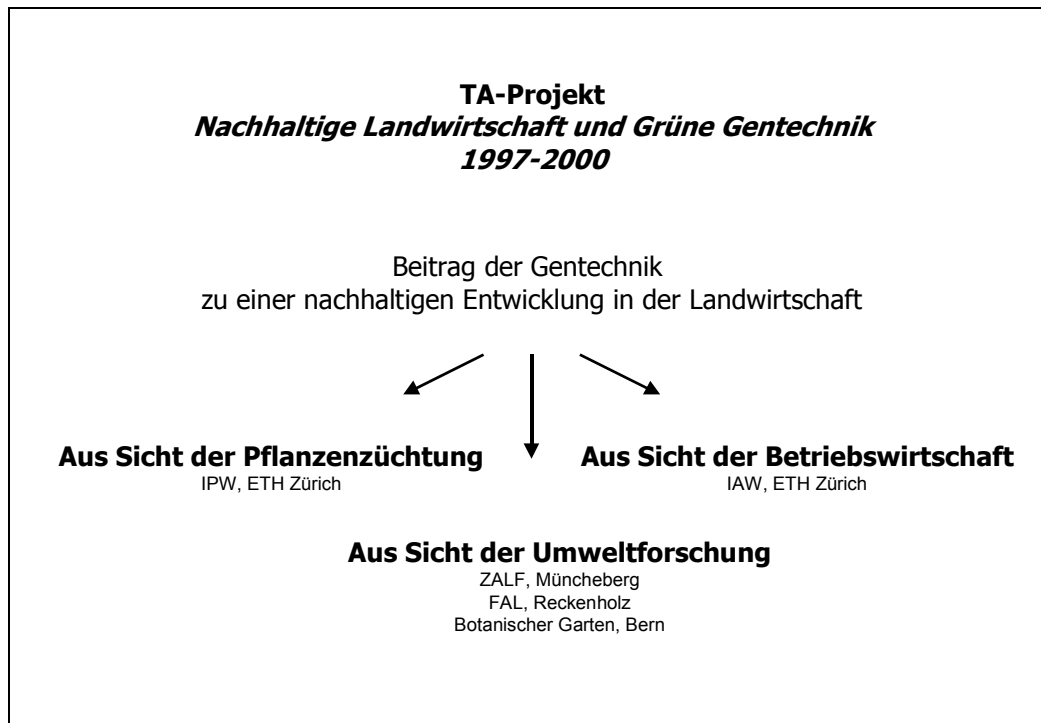 TA-Projekt
Nachhaltige Landwirtschaft und Grüne Gentechnik
1997-2000
Beitrag der Gentechnik
zu einer nachhaltigen Entwicklung in der Landwirtschaft
Aus Sicht der Pflanzenzüchtung
IPW, ETH Zürich
Aus Sicht der Betriebswirtschaft
IAW, ETH Zürich
Aus Sicht der Umweltforschung
ZALF, Müncheberg
FAL, Reckenholz
Botanischer Garten, Bern